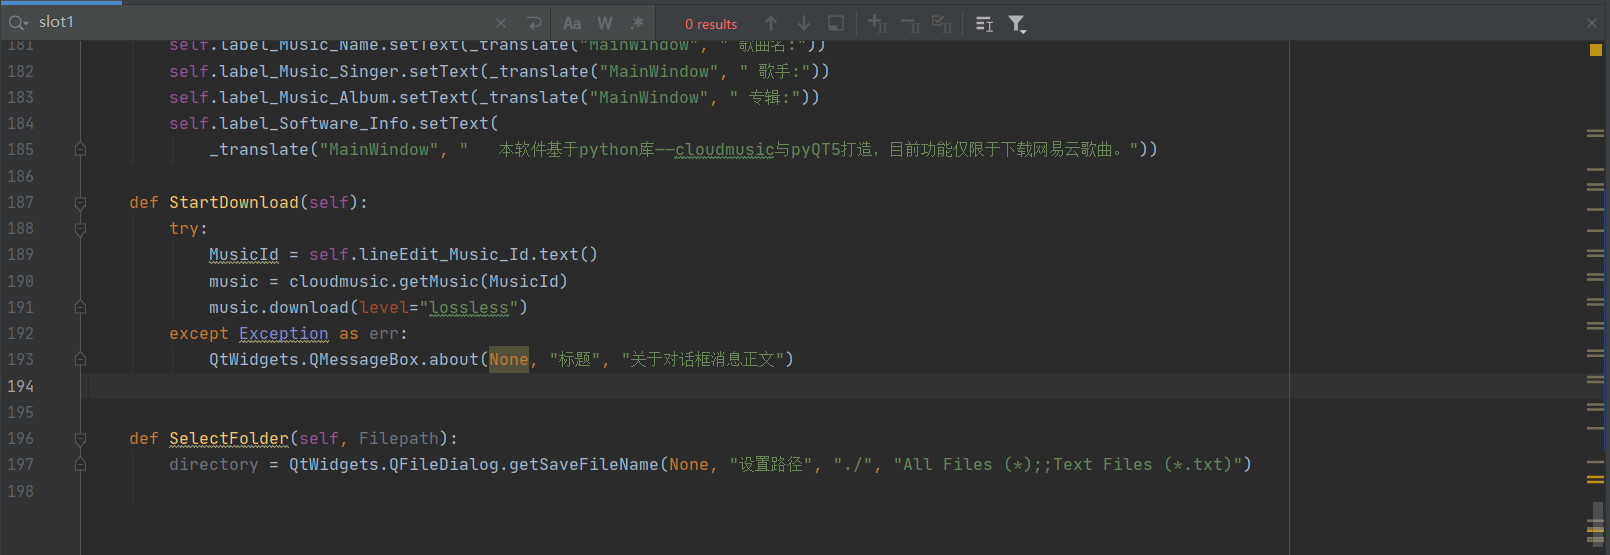 slot1 Aa W .* 0 results
181 self.label_Music_Name.setText(_translate("MainWindow", " 歌曲名:"))
182 self.label_Music_Singer.setText(_translate("MainWindow", " 歌手:"))
183 self.label_Music_Album.setText(_translate("MainWindow", " 专辑:"))
184 self.label_Software_Info.setText(
185 _translate("MainWindow", "   本软件基于python库——cloudmusic与pyQT5打造，目前功能仅限于下载网易云歌曲。"))
186
187 def StartDownload(self):
188 try:
189 MusicId = self.lineEdit_Music_Id.text()
190 music = cloudmusic.getMusic(MusicId)
191 music.download(level="lossless")
192 except Exception as err:
193 QtWidgets.QMessageBox.about(None, "标题", "关于对话框消息正文")
194
195
196 def SelectFolder(self, Filepath):
197 directory = QtWidgets.QFileDialog.getSaveFileName(None, "设置路径", "./", "All Files (*);;Text Files (*.txt)")
198